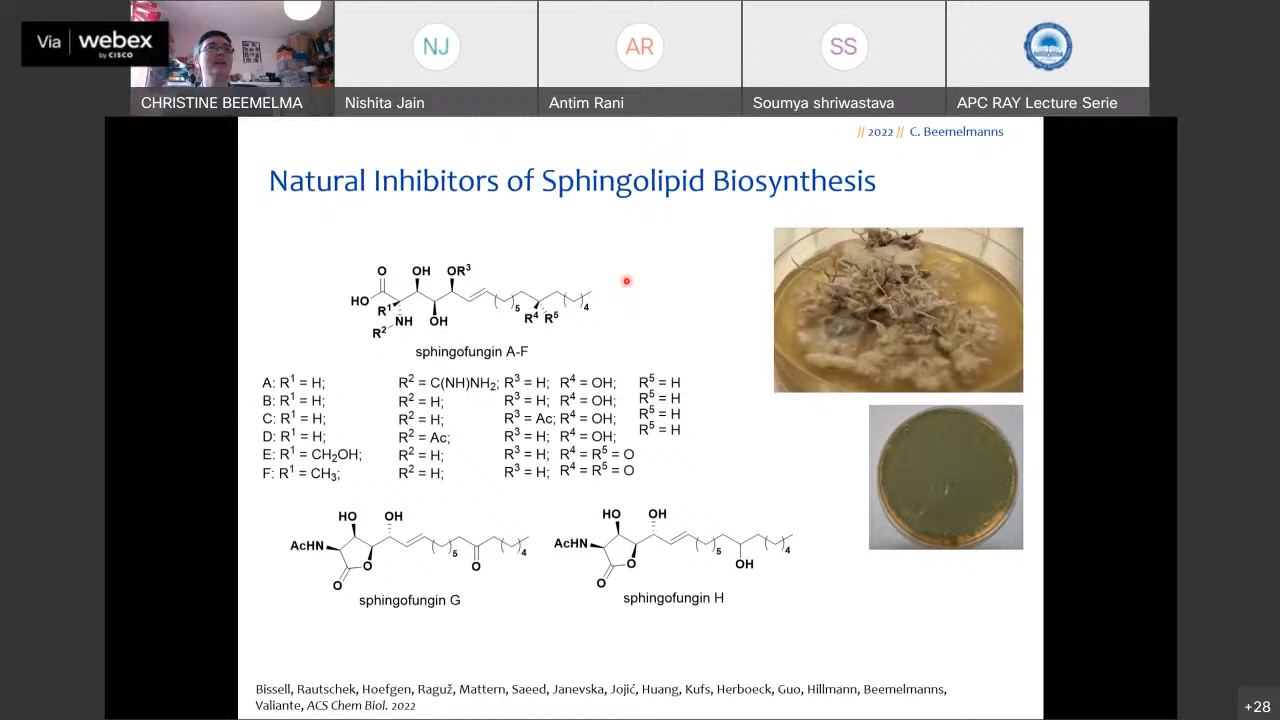 Via webex
by CISCO
NJ
AR
SS
CHRISTINE BEEMELMA
Nishita Jain
Antim Rani
Soumya shriwastava
APC RAY Lecture Serie
// 2022 // C. Beemelmanns
Natural Inhibitors of Sphingolipid Biosynthesis
O OH OR³
HO R¹ NH OH 5 R⁴ R⁵ 4
R²
sphingofungin A-F
A: R¹ = H; R² = C(NH)NH₂; R³ = H; R⁴ = OH; R⁵ = H
B: R¹ = H; R² = H; R³ = H; R⁴ = OH; R⁵ = H
C: R¹ = H; R² = H; R³ = Ac; R⁴ = OH; R⁵ = H
D: R¹ = H; R² = Ac; R³ = H; R⁴ = OH; R⁵ = H
E: R¹ = CH₂OH; R² = H; R³ = H; R⁴ = R⁵ = O
F: R¹ = CH₃; R² = H; R³ = H; R⁴ = R⁵ = O
HO OH
AcHN O O 5 O 4
sphingofungin G
HO OH
AcHN O O 5 OH 4
sphingofungin H
Bissell, Rautschek, Hoefgen, Raguž, Mattern, Saeed, Janevska, Jojić, Huang, Kufs, Herboeck, Guo, Hillmann, Beemelmanns,
Valiante, ACS Chem Biol. 2022
+28